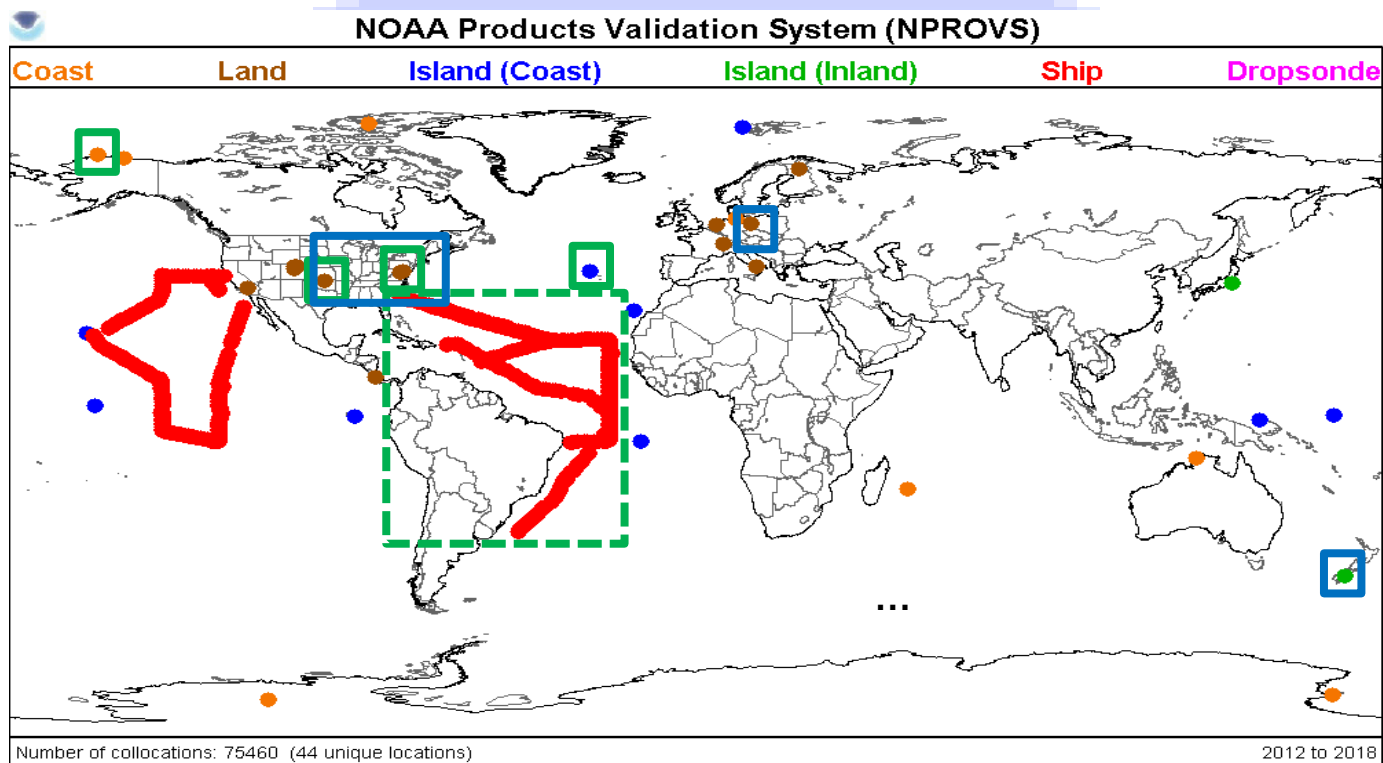 NOAA Products Validation System (NPROVS)
Coast Land Island (Coast) Island (Inland) Ship Dropsonde
...
Number of collocations: 75460 (44 unique locations) 2012 to 2018